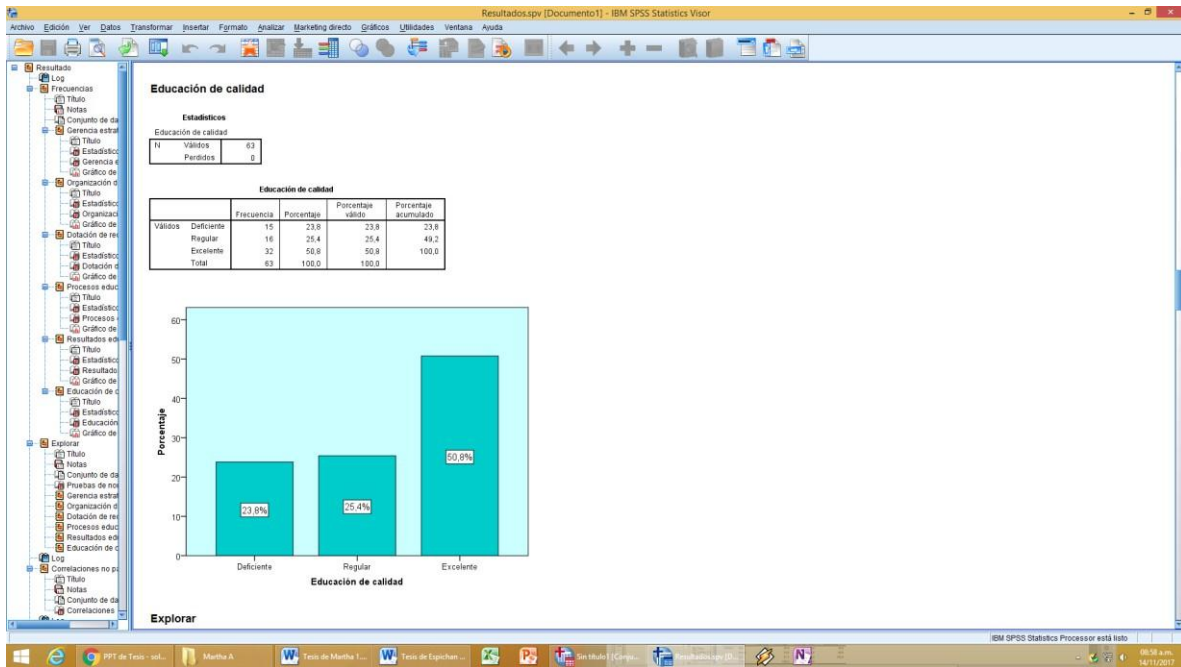 Resultados.spv [Documento1] - IBM SPSS Statistics Visor
Archivo Edición Ver Datos Transformar Insertar Formato Analizar Marketing directo Gráficos Utilidades Ventana Ayuda
Resultado
Log
Frecuencias
Título
Notas
Conjunto de da
Gerencia estrat
Título
Estadístico
Gerencia e
Gráfico de
Organización d
Título
Estadístico
Organizaci
Gráfico de
Dotación de rec
Título
Estadístico
Dotación d
Gráfico de
Procesos educ
Título
Estadístico
Procesos
Gráfico de
Resultados edu
Título
Estadístico
Resultado
Gráfico de
Educación de c
Título
Estadístico
Educación
Gráfico de
Explorar
Título
Notas
Conjunto de da
Pruebas de nor
Gerencia estrat
Organización d
Dotación de rec
Procesos educ
Resultados edu
Educación de c
Log
Correlaciones no pa
Título
Notas
Conjunto de da
Correlaciones
Educación de calidad
Estadísticos
Educación de calidad
N Válidos 63
Perdidos 0
Educación de calidad
Frecuencia Porcentaje Porcentaje válido Porcentaje acumulado
Válidos Deficiente 15 23,8 23,8 23,8
Regular 16 25,4 25,4 49,2
Excelente 32 50,8 50,8 100,0
Total 63 100,0 100,0
Porcentaje
60
50
40
30
20
10
0
23,8%
25,4%
50,8%
Deficiente Regular Excelente
Educación de calidad
Explorar
IBM SPSS Statistics Processor está listo
PPT de Tesis - sol... Martha A Tesis de Martha 1... Tesis de Espichan ... Sin título1 [Conju... Resultados.spv [D...
08:58 a.m.
14/11/2017